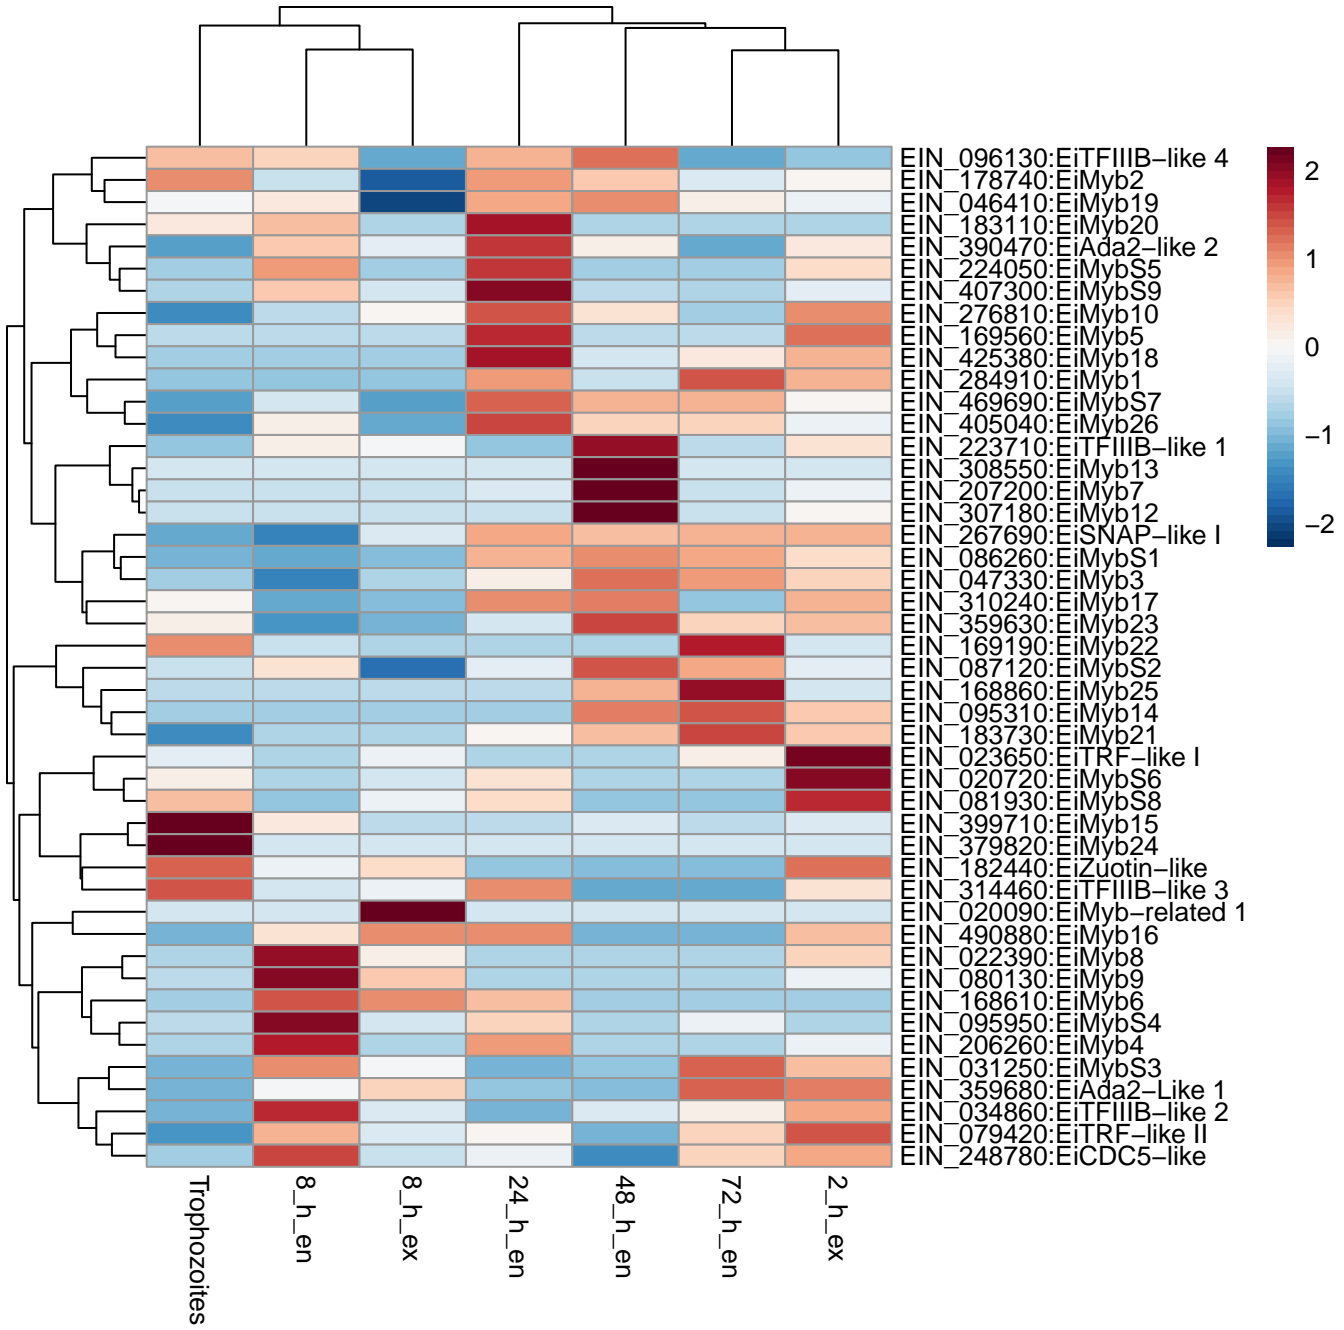 EIN_096130:EiTFIIIB−like 4
EIN_178740:EiMyb2
EIN_046410:EiMyb19
EIN_183110:EiMyb20
EIN_390470:EiAda2−like 2
EIN_224050:EiMybS5
EIN_407300:EiMybS9
EIN_276810:EiMyb10
EIN_169560:EiMyb5
EIN_425380:EiMyb18
EIN_284910:EiMyb1
EIN_469690:EiMybS7
EIN_405040:EiMyb26
EIN_223710:EiTFIIIB−like 1
EIN_308550:EiMyb13
EIN_207200:EiMyb7
EIN_307180:EiMyb12
EIN_267690:EiSNAP−like I
EIN_086260:EiMybS1
EIN_047330:EiMyb3
EIN_310240:EiMyb17
EIN_359630:EiMyb23
EIN_169190:EiMyb22
EIN_087120:EiMybS2
EIN_168860:EiMyb25
EIN_095310:EiMyb14
EIN_183730:EiMyb21
EIN_023650:EiTRF−like I
EIN_020720:EiMybS6
EIN_081930:EiMybS8
EIN_399710:EiMyb15
EIN_379820:EiMyb24
EIN_182440:EiZuotin−like
EIN_314460:EiTFIIIB−like 3
EIN_020090:EiMyb−related 1
EIN_490880:EiMyb16
EIN_022390:EiMyb8
EIN_080130:EiMyb9
EIN_168610:EiMyb6
EIN_095950:EiMybS4
EIN_206260:EiMyb4
EIN_031250:EiMybS3
EIN_359680:EiAda2−Like 1
EIN_034860:EiTFIIIB−like 2
EIN_079420:EiTRF−like II
EIN_248780:EiCDC5−like
2
1
0
−1
−2
Trophozoites
8_h_en
8_h_ex
24_h_en
48_h_en
72_h_en
2_h_ex